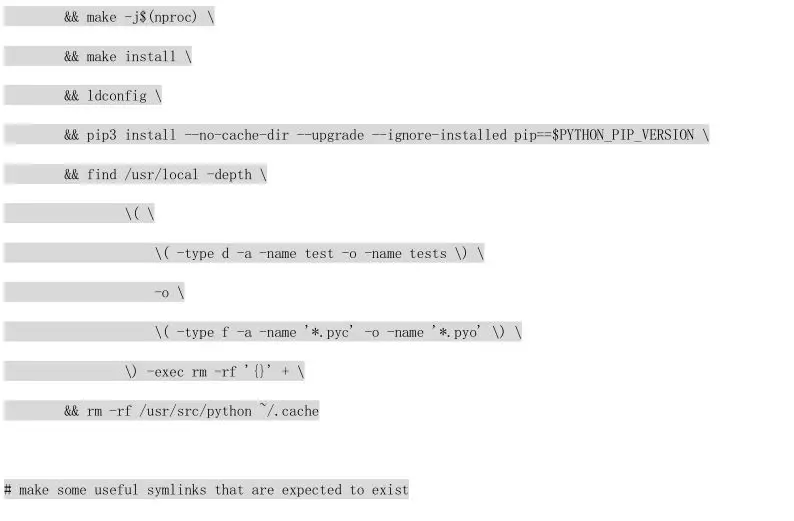 && make -j$(nproc) \
&& make install \
&& ldconfig \
&& pip3 install --no-cache-dir --upgrade --ignore-installed pip==$PYTHON_PIP_VERSION \
&& find /usr/local -depth \
\( \
\( -type d -a -name test -o -name tests \) \
-o \
\( -type f -a -name '*.pyc' -o -name '*.pyo' \) \
\) -exec rm -rf '{}' + \
&& rm -rf /usr/src/python ~/.cache
# make some useful symlinks that are expected to exist